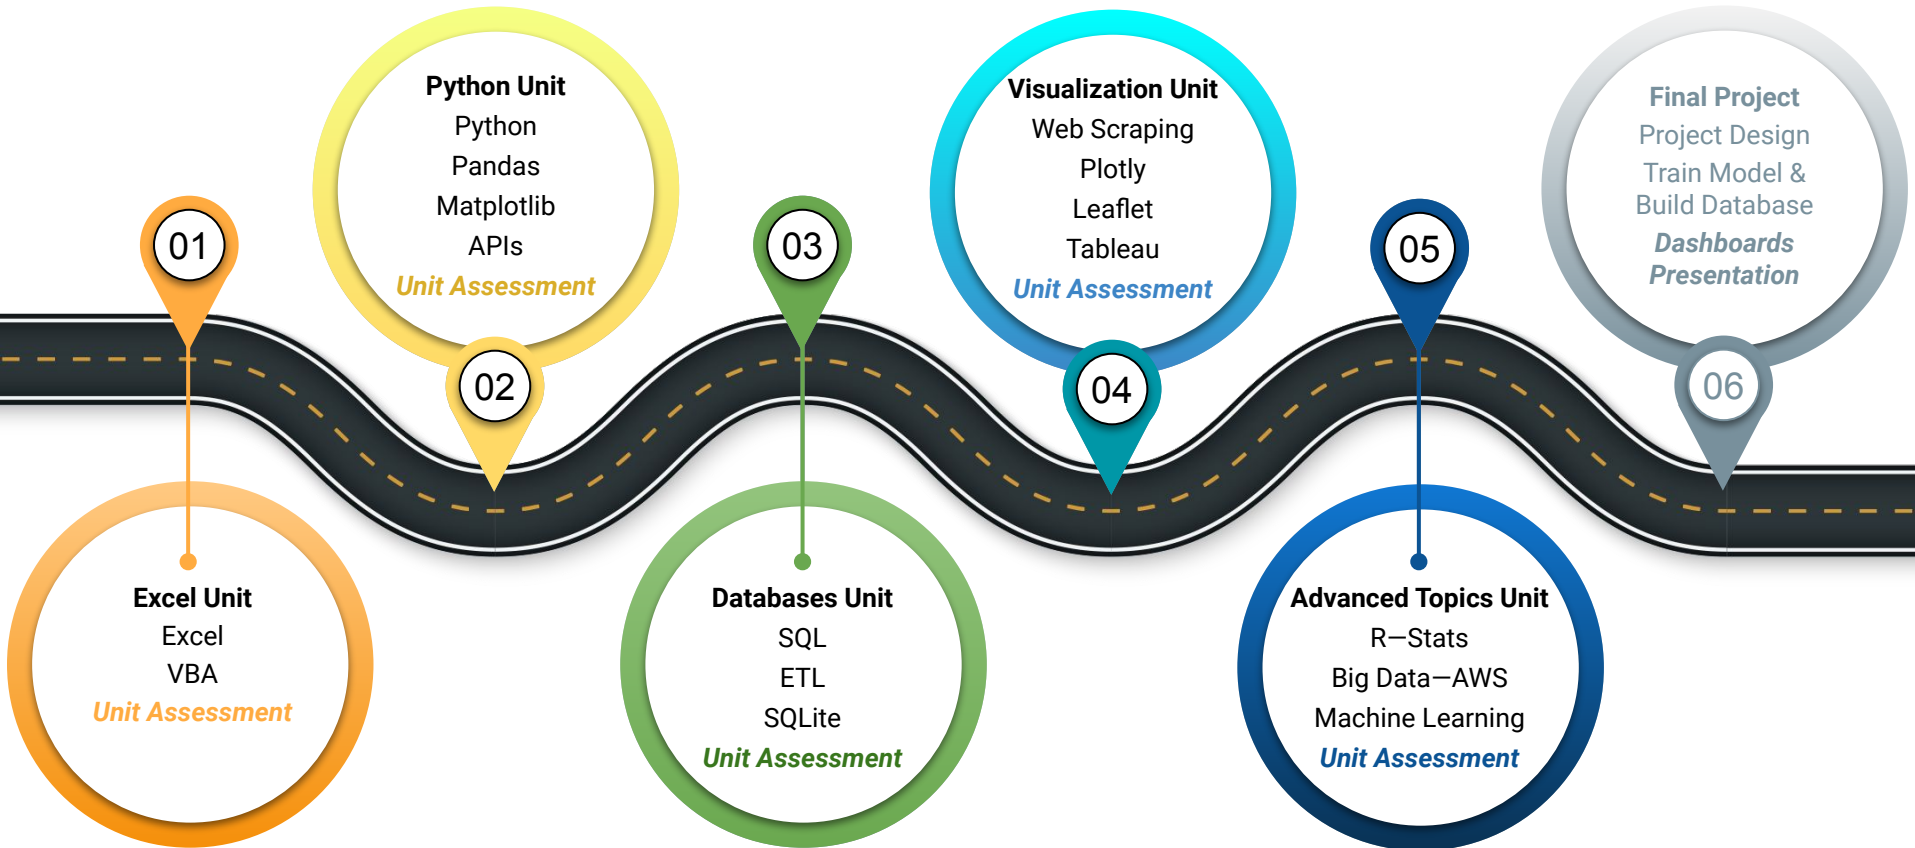 01
Excel Unit
Excel
VBA
Unit Assessment
02
Python Unit
Python
Pandas
Matplotlib
APIs
Unit Assessment
03
Databases Unit
SQL
ETL
SQLite
Unit Assessment
04
Visualization Unit
Web Scraping
Plotly
Leaflet
Tableau
Unit Assessment
05
Advanced Topics Unit
R—Stats
Big Data—AWS
Machine Learning
Unit Assessment
06
Final Project
Project Design
Train Model &
Build Database
Dashboards
Presentation